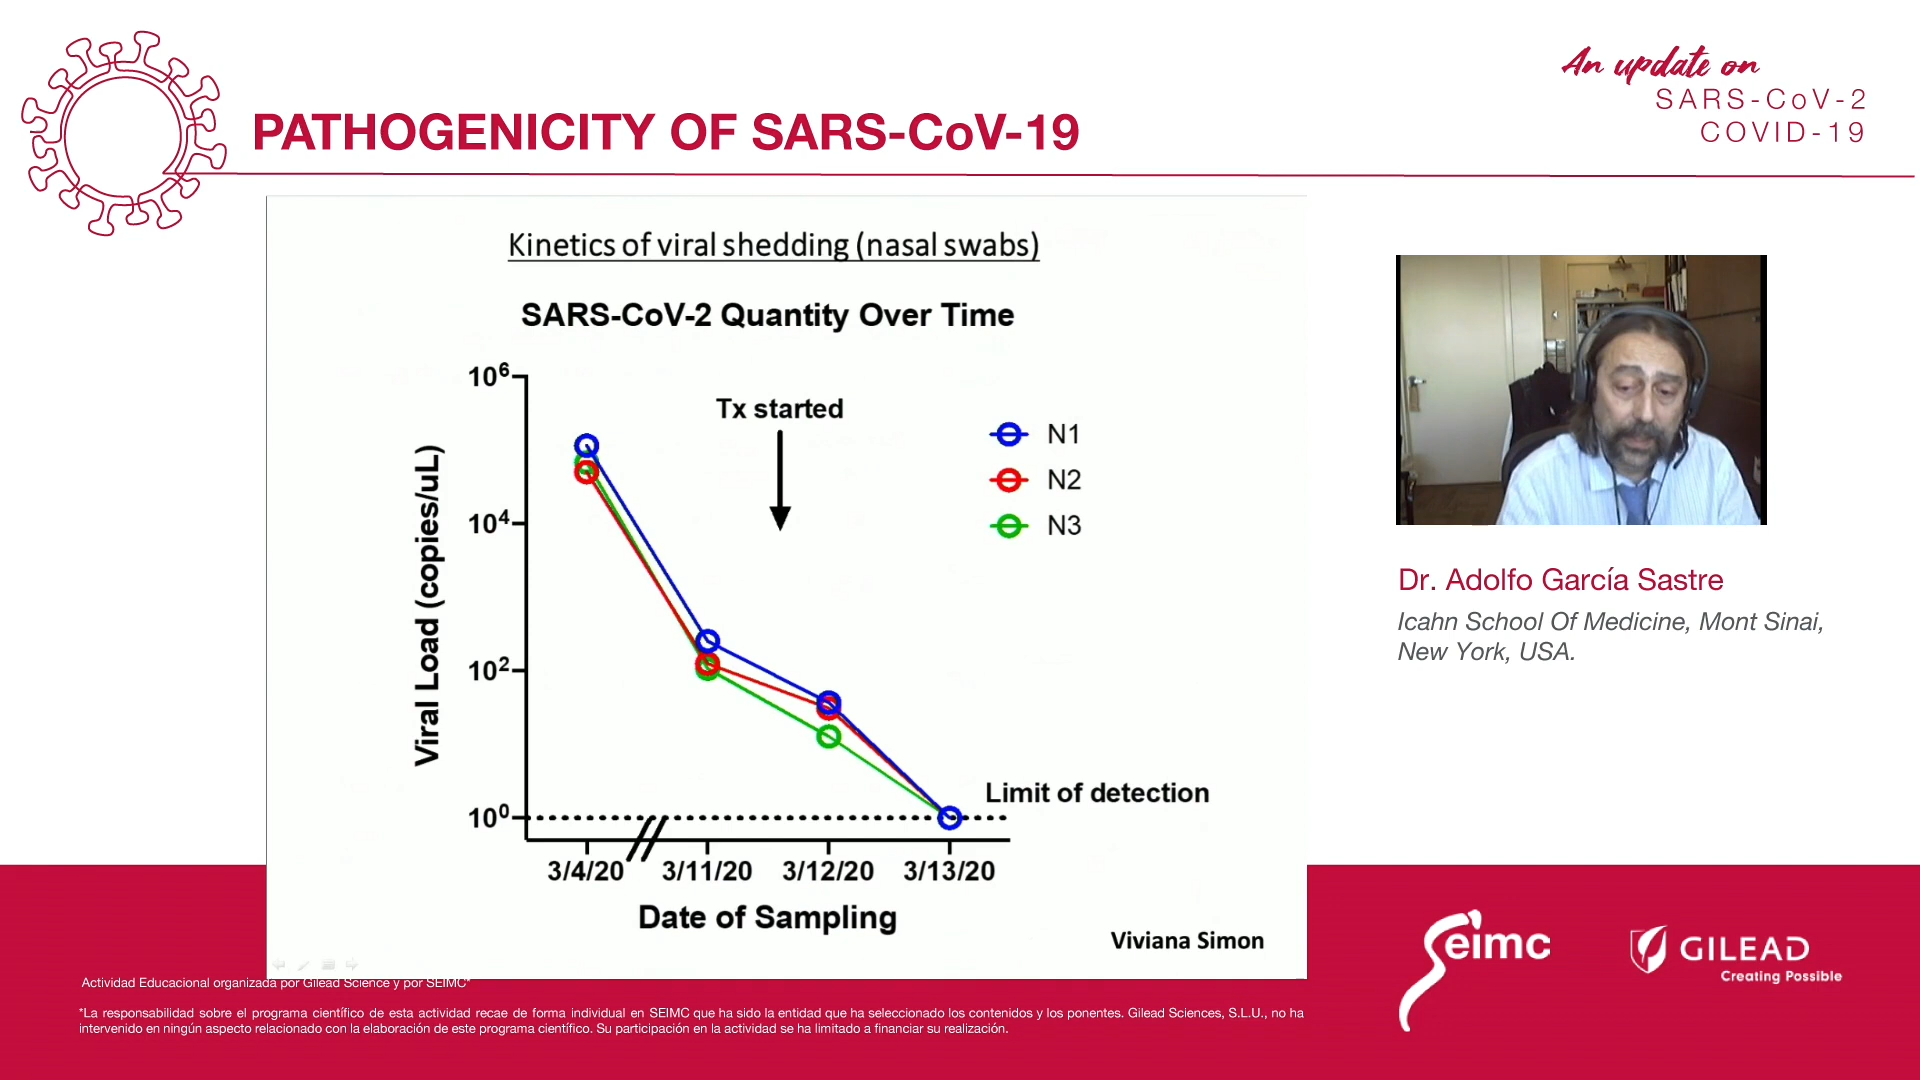 An update on
SARS-CoV-2
COVID-19
PATHOGENICITY OF SARS-CoV-19
Kinetics of viral shedding (nasal swabs)
SARS-CoV-2 Quantity Over Time
10⁶
10⁴
10²
10⁰
Viral Load (copies/uL)
Tx started
N1
N2
N3
Limit of detection
3/4/20 3/11/20 3/12/20 3/13/20
Date of Sampling
Viviana Simon
Dr. Adolfo García Sastre
Icahn School Of Medicine, Mont Sinai,
New York, USA.
Seimc
GILEAD
Creating Possible
Actividad Educacional organizada por Gilead Science y por SEIMC*
*La responsabilidad sobre el programa científico de esta actividad recae de forma individual en SEIMC que ha sido la entidad que ha seleccionado los contenidos y los ponentes. Gilead Sciences, S.L.U., no ha
intervenido en ningún aspecto relacionado con la elaboración de este programa científico. Su participación en la actividad se ha limitado a financiar su realización.